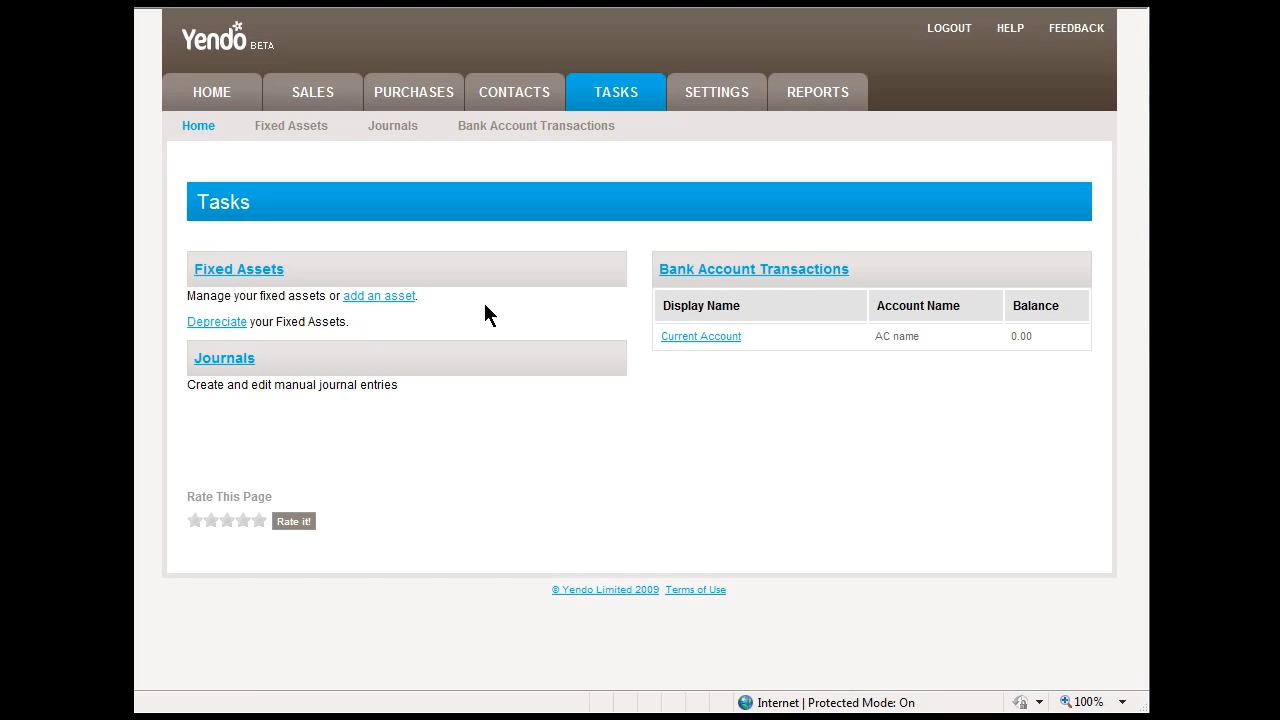 Yendo BETA
LOGOUT HELP FEEDBACK
HOME SALES PURCHASES CONTACTS TASKS SETTINGS REPORTS
Home Fixed Assets Journals Bank Account Transactions
Tasks
Fixed Assets
Manage your fixed assets or add an asset.
Depreciate your Fixed Assets.
Journals
Create and edit manual journal entries
Bank Account Transactions
Display Name Account Name Balance
Current Account AC name 0.00
Rate This Page
Rate it!
© Yendo Limited 2009 Terms of Use
Internet | Protected Mode: On 100%